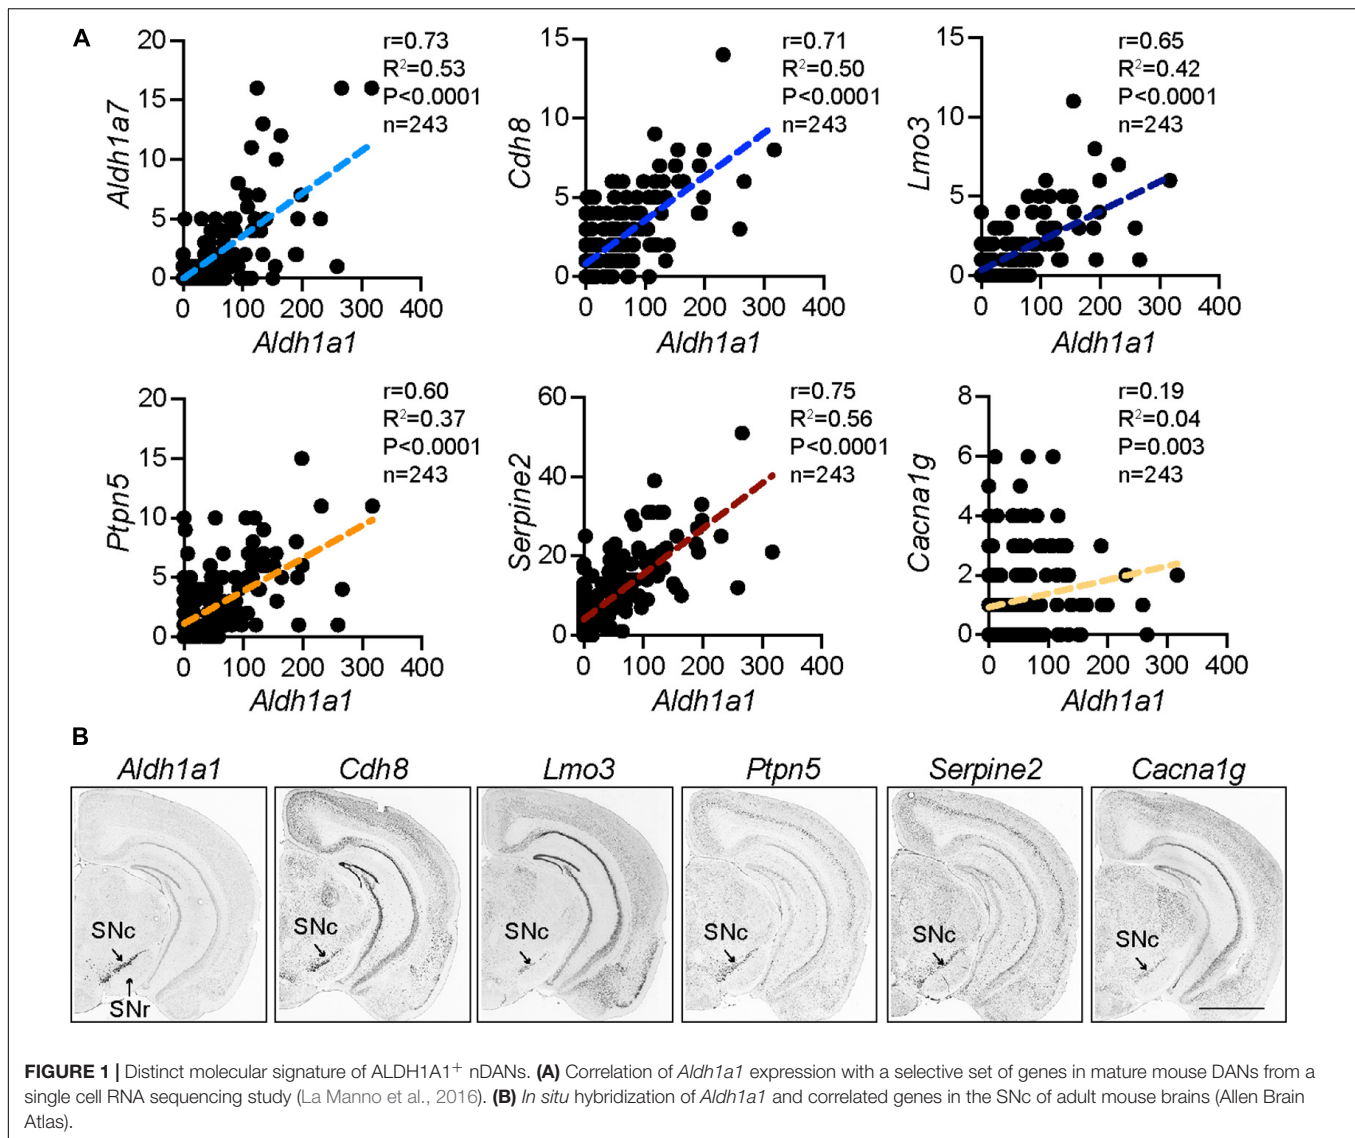 A
20
15
10
5
0
Aldh1a7
0 100 200 300 400
Aldh1a1
r=0.73
R²=0.53
P<0.0001
n=243
15
10
5
0
Cdh8
0 100 200 300 400
Aldh1a1
r=0.71
R²=0.50
P<0.0001
n=243
15
10
5
0
Lmo3
0 100 200 300 400
Aldh1a1
r=0.65
R²=0.42
P<0.0001
n=243
20
15
10
5
0
Ptpn5
0 100 200 300 400
Aldh1a1
r=0.60
R²=0.37
P<0.0001
n=243
60
40
20
0
Serpine2
0 100 200 300 400
Aldh1a1
r=0.75
R²=0.56
P<0.0001
n=243
8
6
4
2
0
Cacna1g
0 100 200 300 400
Aldh1a1
r=0.19
R²=0.04
P=0.003
n=243
B
Aldh1a1 Cdh8 Lmo3 Ptpn5 Serpine2 Cacna1g
SNc
SNr
SNc
SNc
SNc
SNc
SNc
FIGURE 1 | Distinct molecular signature of ALDH1A1⁺ nDANs. (A) Correlation of Aldh1a1 expression with a selective set of genes in mature mouse DANs from a
single cell RNA sequencing study (La Manno et al., 2016). (B) In situ hybridization of Aldh1a1 and correlated genes in the SNc of adult mouse brains (Allen Brain
Atlas).